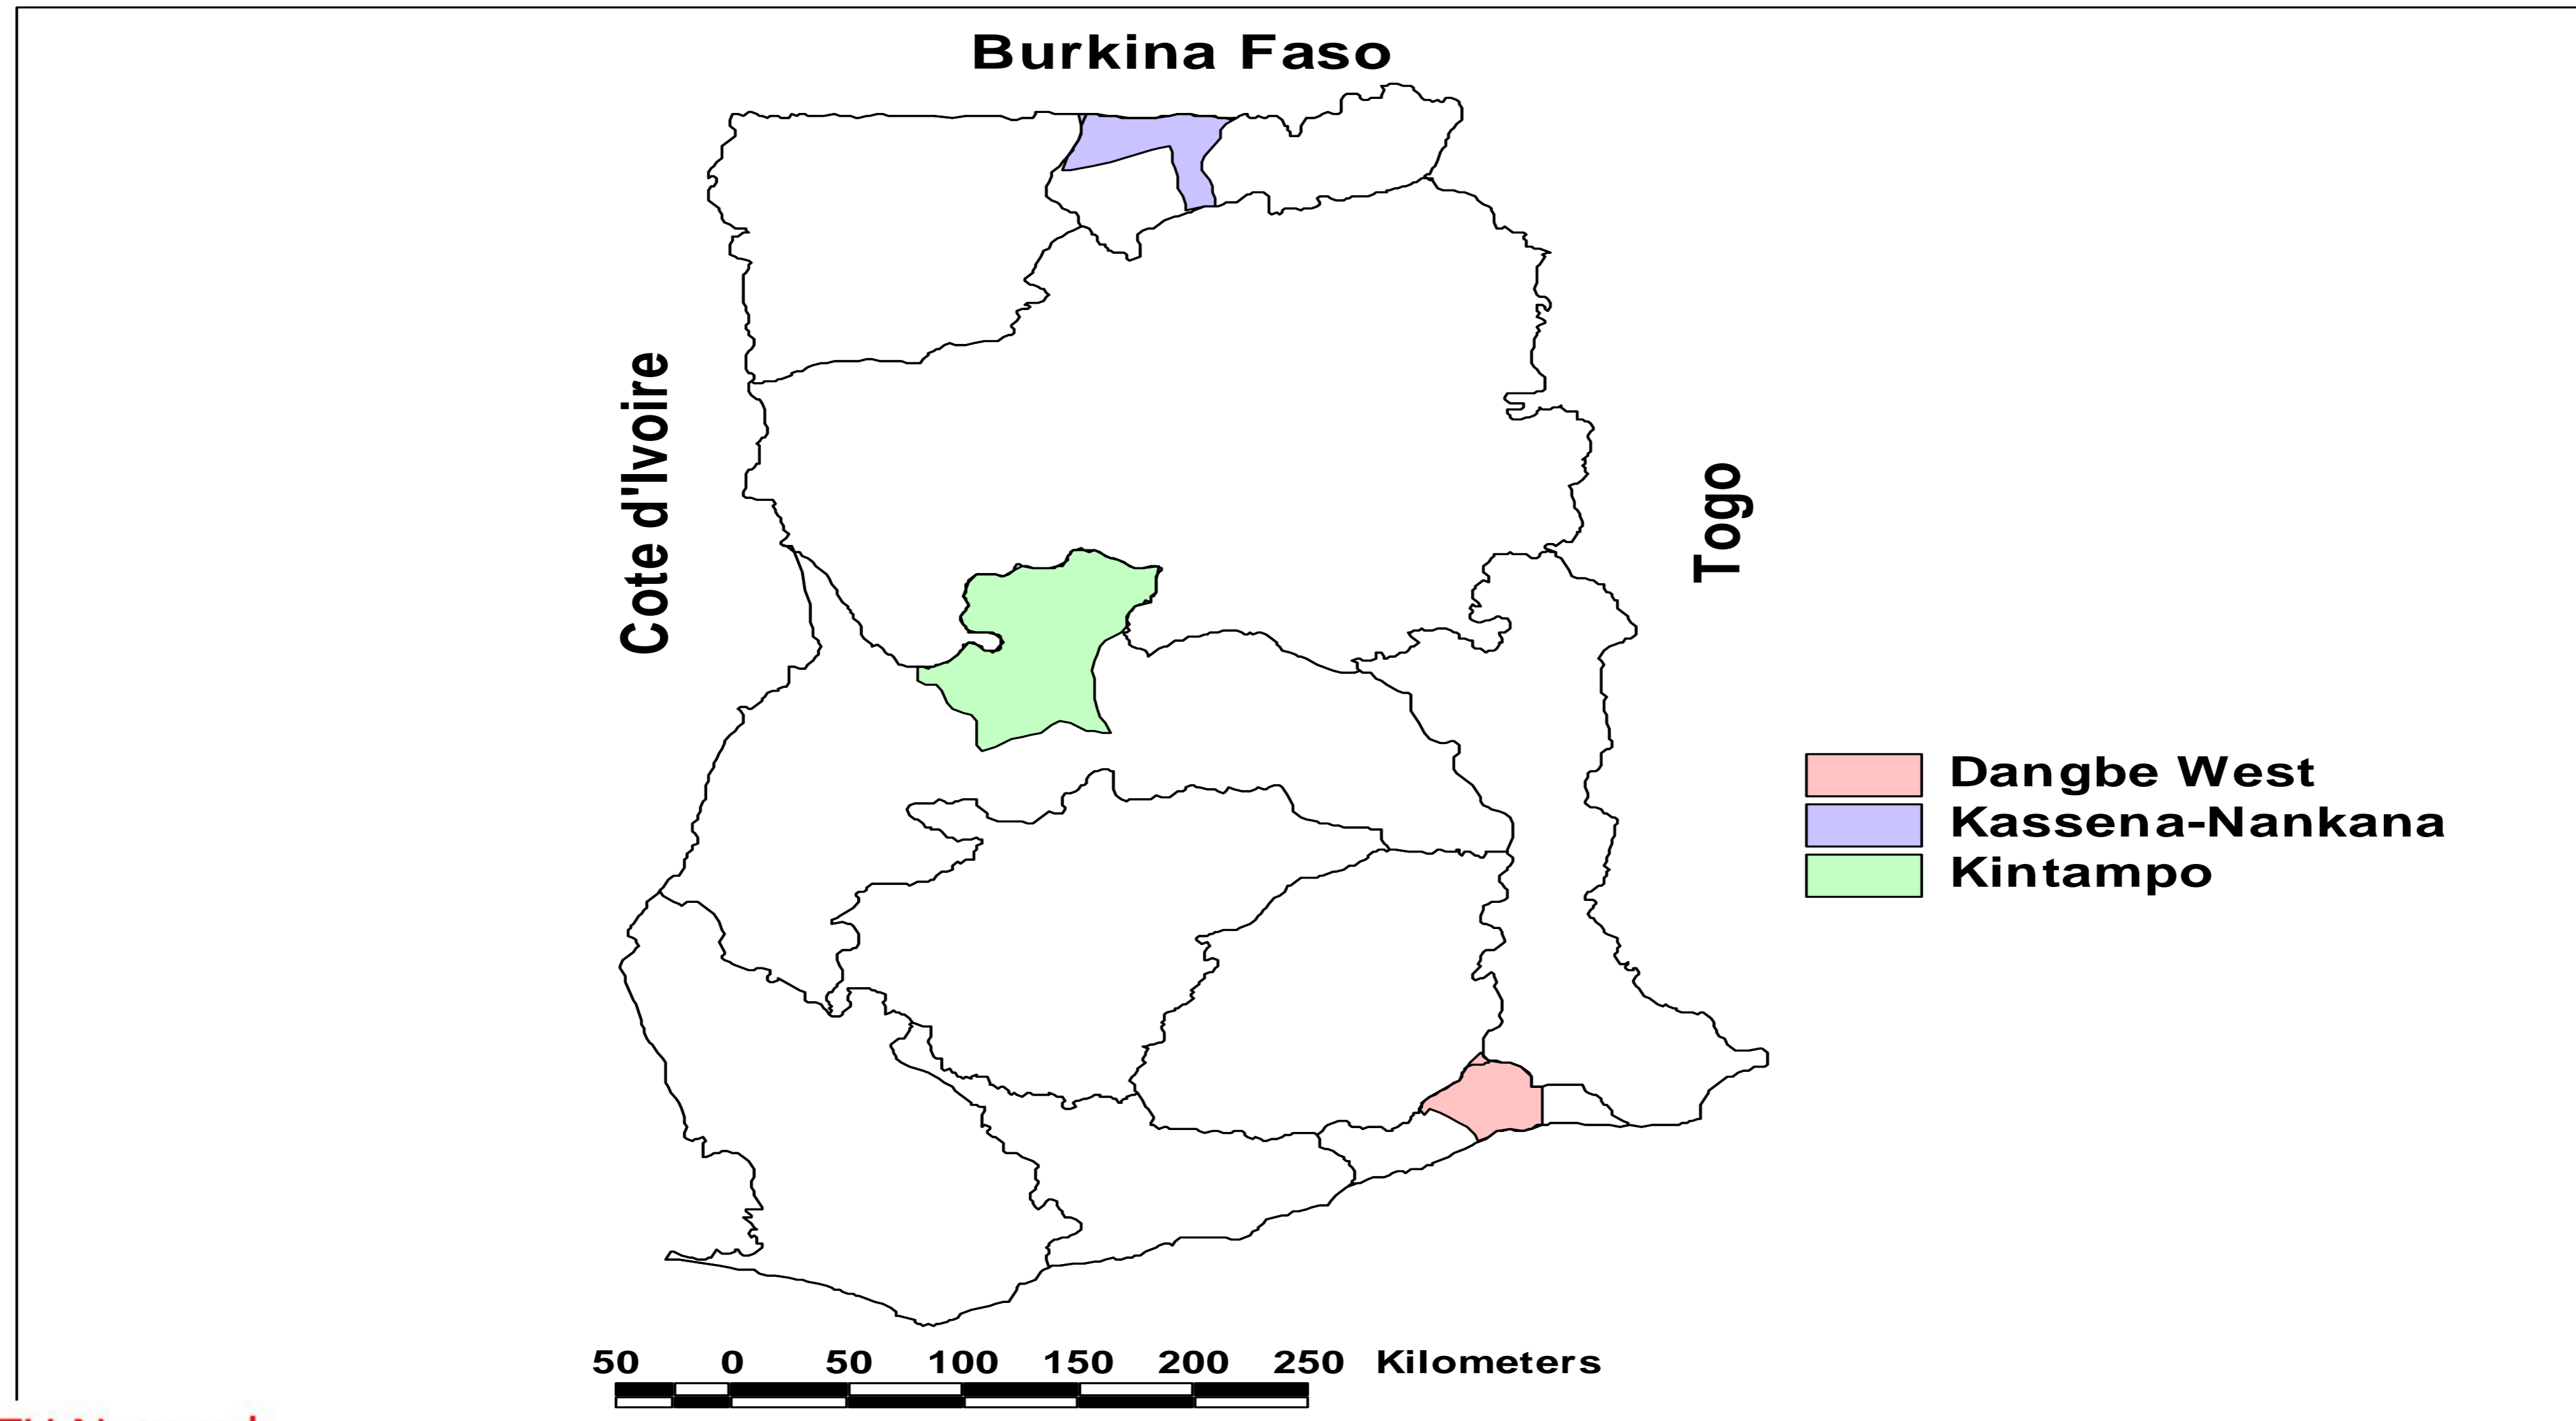 Burkina Faso
Cote d'Ivoire
Togo
Dangbe West
Kassena-Nankana
Kintampo
50 0 50 100 150 200 250 Kilometers